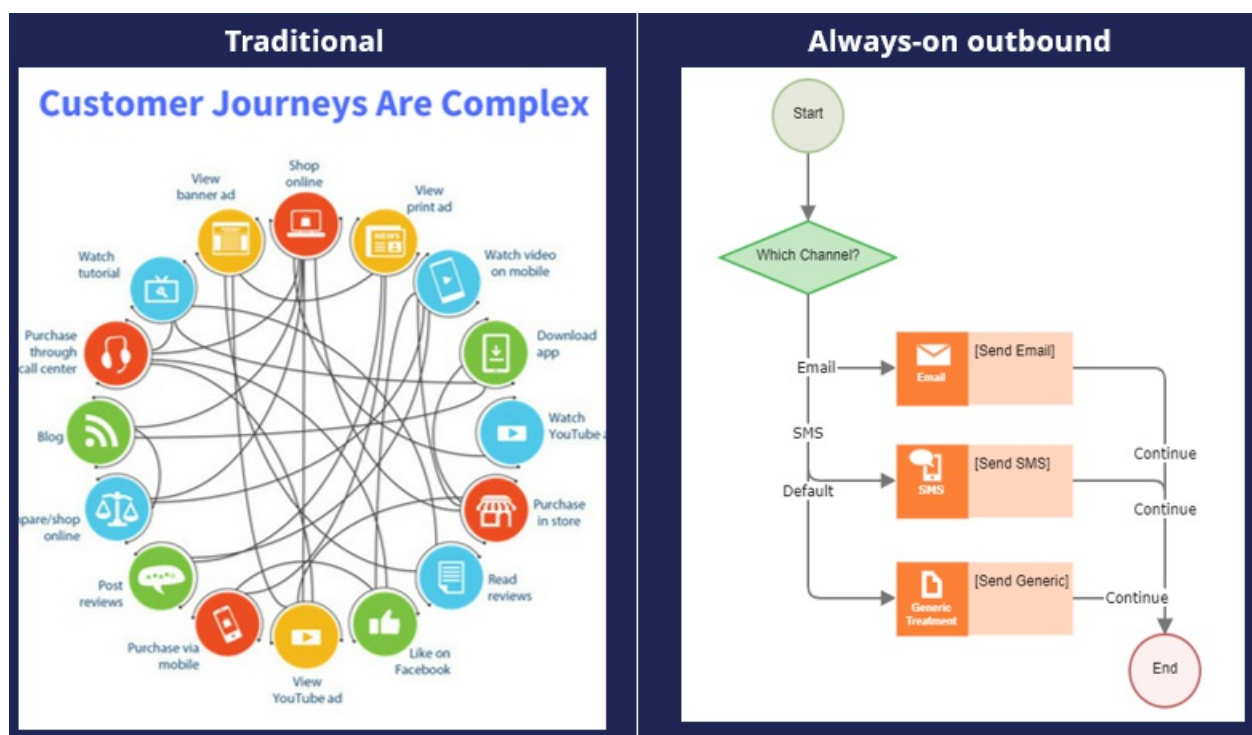 Traditional
Customer Journeys Are Complex
Shop
online
View
banner ad
View
print ad
Watch
tutorial
Watch video
on mobile
Purchase
through
call center
Download
app
Blog
Watch
YouTube
pare/shop
online
Purchase
in store
Post
reviews
Read
reviews
Purchase via
mobile
Like on
Facebook
View
YouTube ad
NEWS
Always-on outbound
Start
Which Channel?
Email
Email
[Send Email]
SMS
SMS
[Send SMS]
Default
Generic
Treatment
[Send Generic]
Continue
Continue
Continue
End